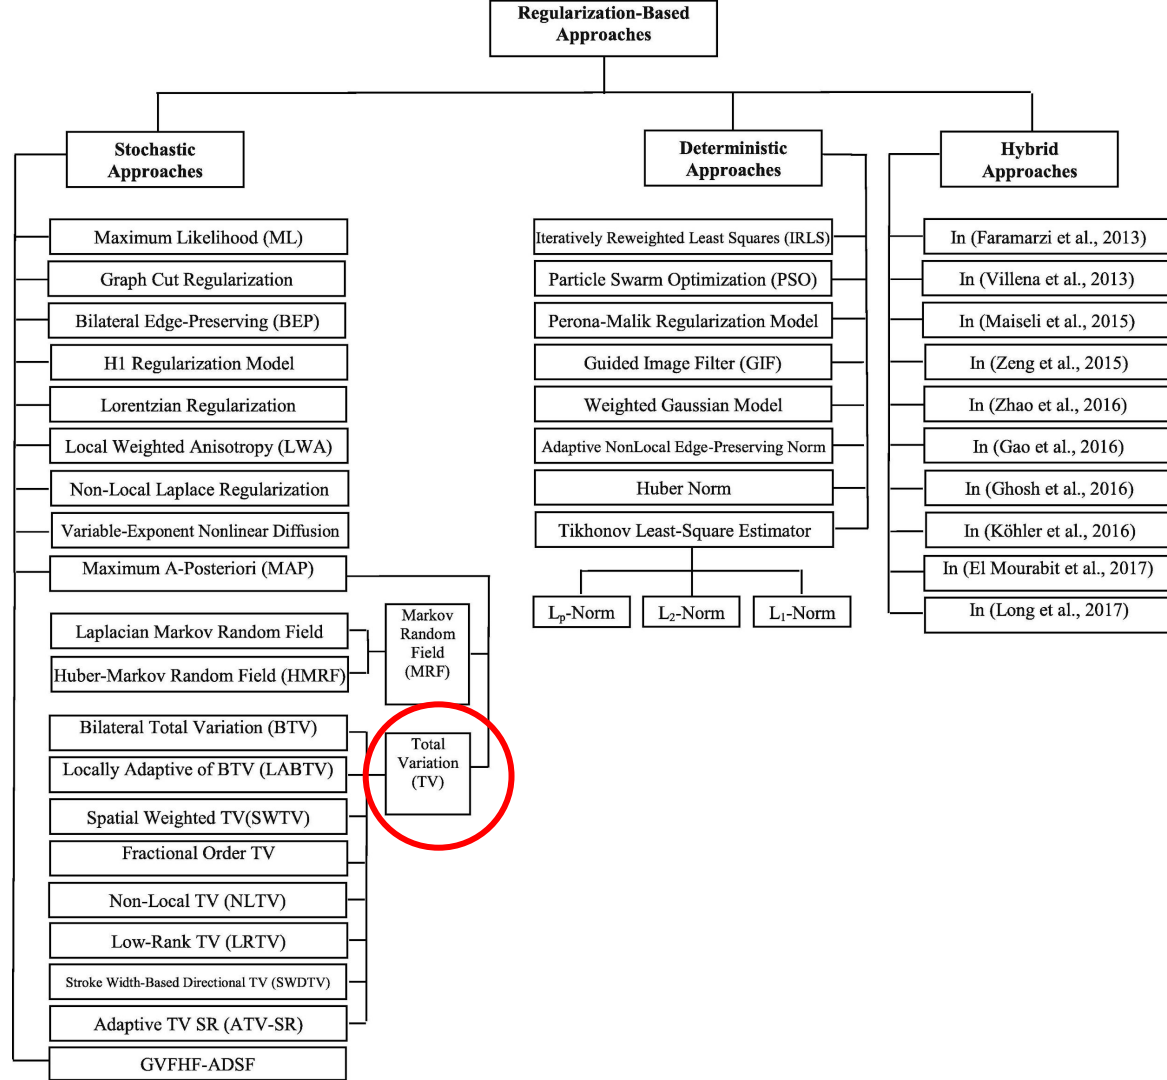 Regularization-Based
Approaches
Stochastic
Approaches
Deterministic
Approaches
Hybrid
Approaches
Maximum Likelihood (ML)
Graph Cut Regularization
Bilateral Edge-Preserving (BEP)
H1 Regularization Model
Lorentzian Regularization
Local Weighted Anisotropy (LWA)
Non-Local Laplace Regularization
Variable-Exponent Nonlinear Diffusion
Maximum A-Posteriori (MAP)
Laplacian Markov Random Field
Huber-Markov Random Field (HMRF)
Markov
Random
Field
(MRF)
Bilateral Total Variation (BTV)
Locally Adaptive of BTV (LABTV)
Spatial Weighted TV(SWTV)
Fractional Order TV
Non-Local TV (NLTV)
Low-Rank TV (LRTV)
Stroke Width-Based Directional TV (SWDTV)
Adaptive TV SR (ATV-SR)
Total
Variation
(TV)
GVFHF-ADSF
Iteratively Reweighted Least Squares (IRLS)
Particle Swarm Optimization (PSO)
Perona-Malik Regularization Model
Guided Image Filter (GIF)
Weighted Gaussian Model
Adaptive NonLocal Edge-Preserving Norm
Huber Norm
Tikhonov Least-Square Estimator
Lp-Norm
L2-Norm
L1-Norm
In (Faramarzi et al., 2013)
In (Villena et al., 2013)
In (Maiseli et al., 2015)
In (Zeng et al., 2015)
In (Zhao et al., 2016)
In (Gao et al., 2016)
In (Ghosh et al., 2016)
In (Köhler et al., 2016)
In (El Mourabit et al., 2017)
In (Long et al., 2017)